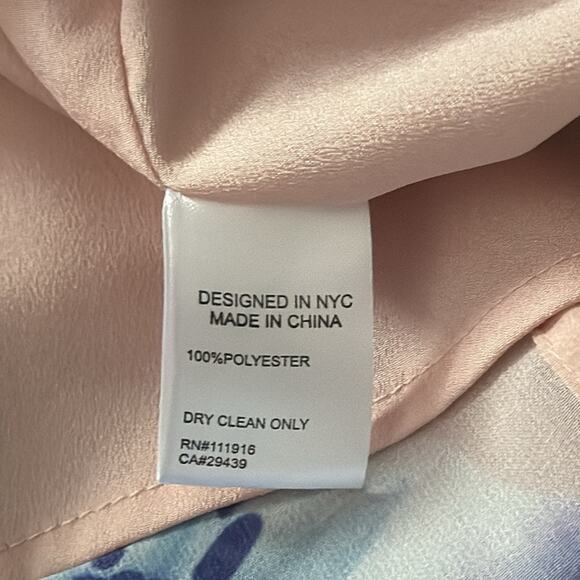 DESIGNED IN NYC
MADE IN CHINA
100%POLYESTER
DRY CLEAN ONLY
RN#111916
CA#29439